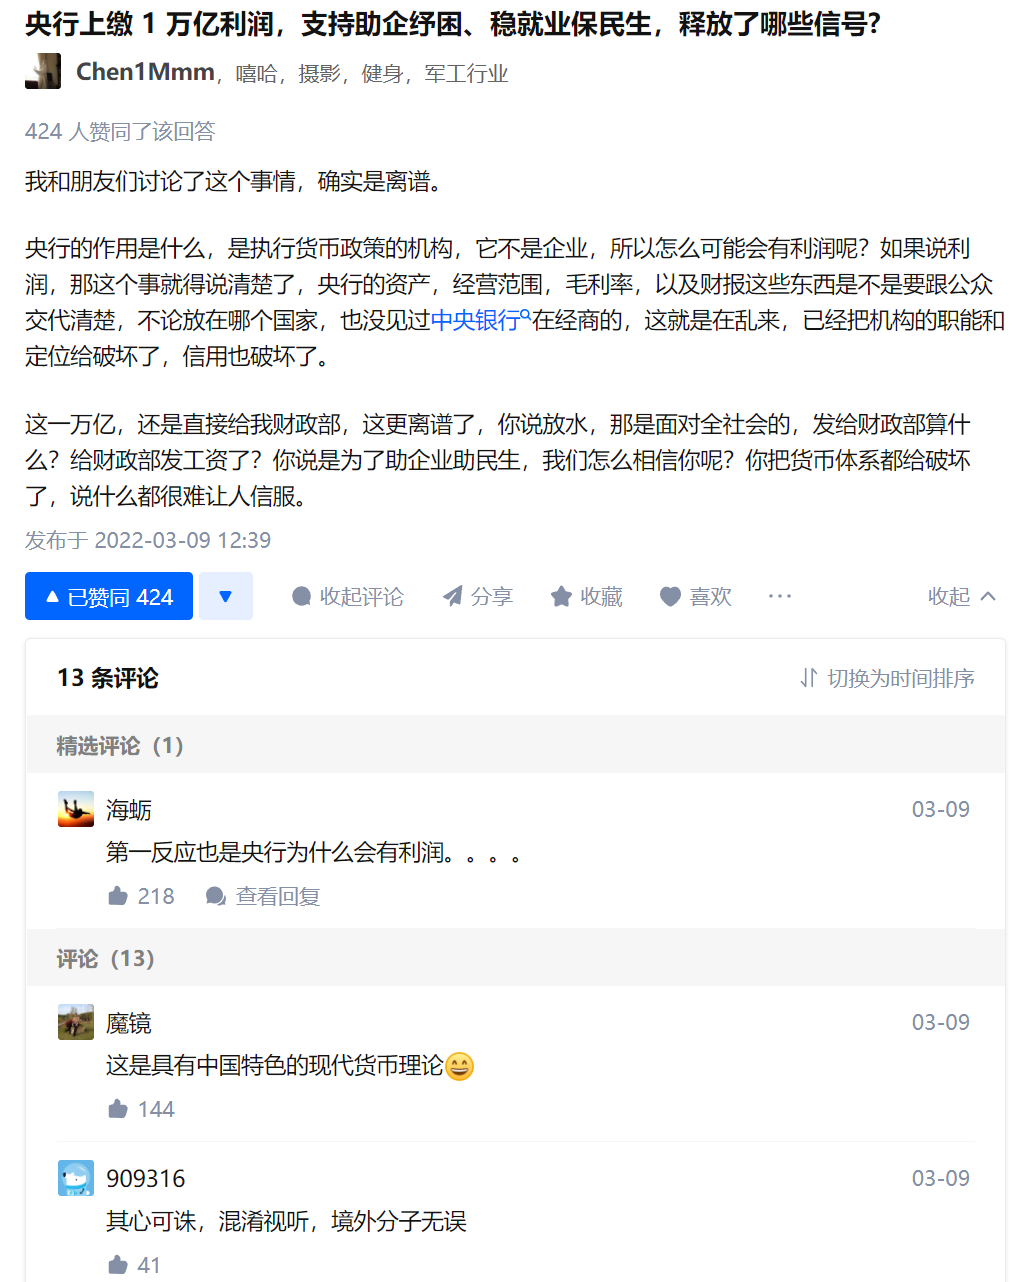 央行上缴 1 万亿利润，支持助企纾困、稳就业保民生，释放了哪些信号?
Chen1Mmm，嘻哈，摄影，健身，军工行业
424 人赞同了该回答
我和朋友们讨论了这个事情，确实是离谱。
央行的作用是什么，是执行货币政策的机构，它不是企业，所以怎么可能会有利润呢？如果说利
润，那这个事就得说清楚了，央行的资产，经营范围，毛利率，以及财报这些东西是不是要跟公众
交代清楚，不论放在哪个国家，也没见过中央银行在经商的，这就是在乱来，已经把机构的职能和
定位给破坏了，信用也破坏了。
这一万亿，还是直接给我财政部，这更离谱了，你说放水，那是面对全社会的，发给财政部算什
么？给财政部发工资了？你说是为了助企业助民生，我们怎么相信你呢？你把货币体系都给破坏
了，说什么都很难让人信服。
发布于 2022-03-09 12:39
已赞同 424 收起评论 分享 收藏 喜欢 ··· 收起
13 条评论 切换为时间排序
精选评论（1）
海蛎 03-09
第一反应也是央行为什么会有利润。。。。
218 查看回复
评论（13）
魔镜 03-09
这是具有中国特色的现代货币理论😄
144
909316 03-09
其心可诛，混淆视听，境外分子无误
41